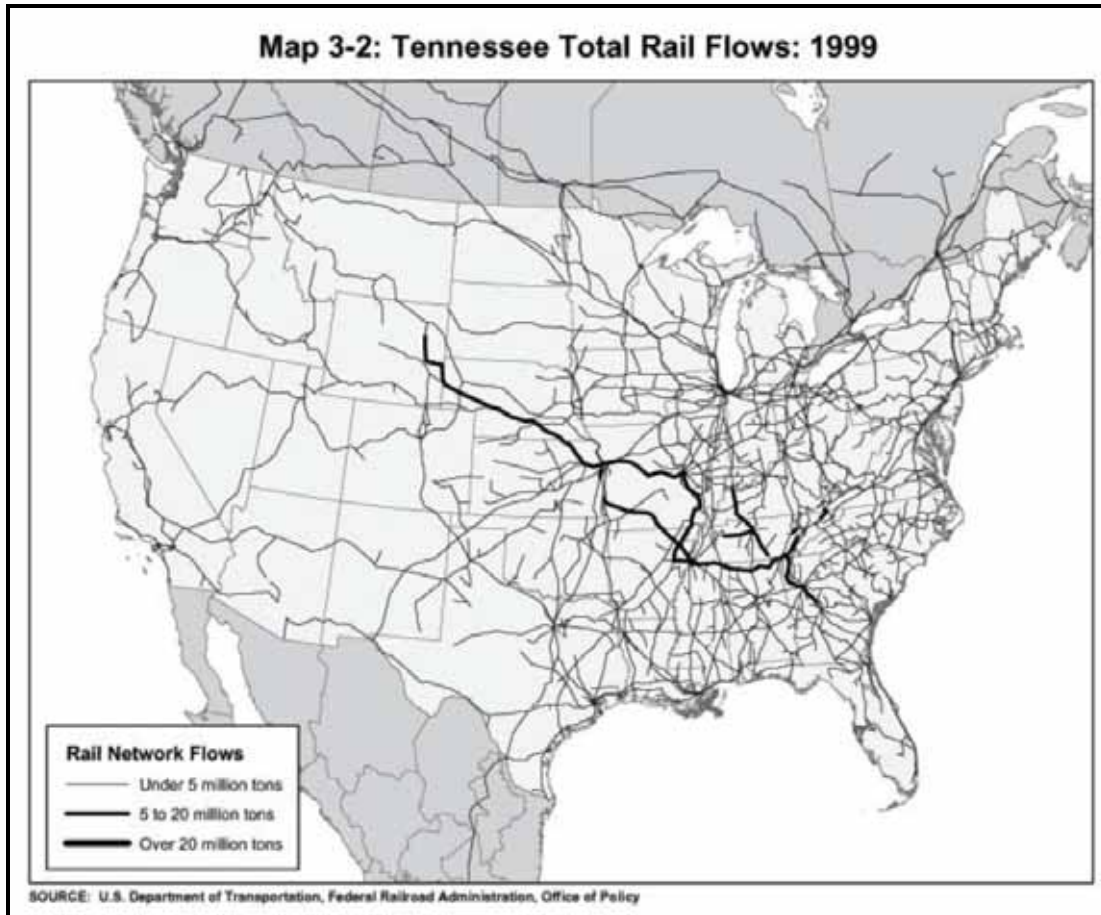 Map 3-2: Tennessee Total Rail Flows: 1999
Rail Network Flows
Under 5 million tons
5 to 20 million tons
Over 20 million tons
SOURCE: U.S. Department of Transportation, Federal Railroad Administration, Office of Policy